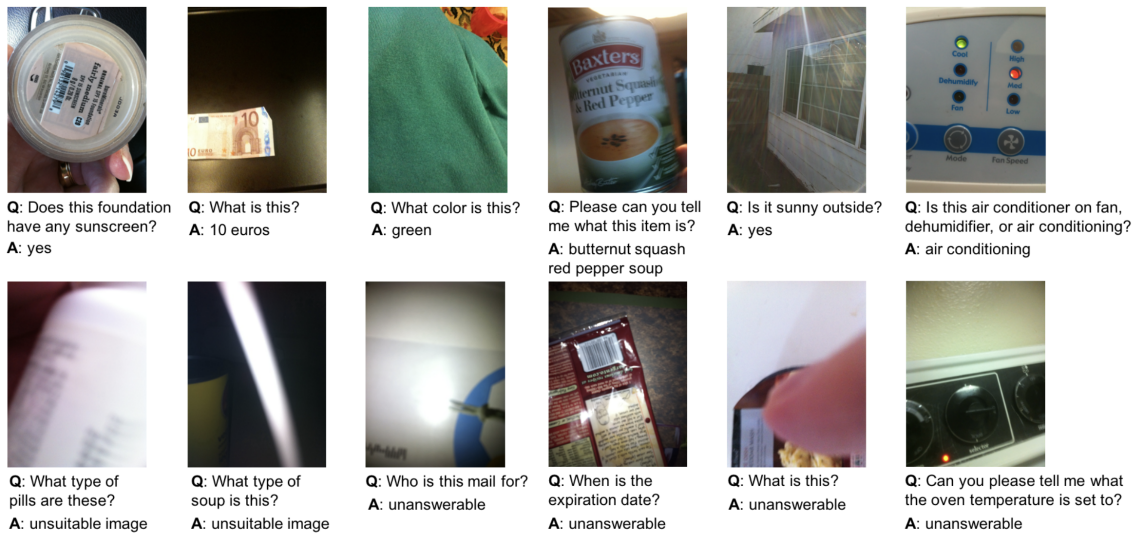 Q: Does this foundation
have any sunscreen?
A: yes
10
10 EURO
Q: What is this?
A: 10 euros
Q: What color is this?
A: green
Baxters
VEGETARIAN
Butternut Squash
& Red Pepper
Q: Please can you tell
me what this item is?
A: butternut squash
red pepper soup
Q: Is it sunny outside?
A: yes
Cool
High
Dehumidify
Med
Fan
Low
Mode
Fan Speed
Q: Is this air conditioner on fan,
dehumidifier, or air conditioning?
A: air conditioning
Q: What type of
pills are these?
A: unsuitable image
Q: What type of
soup is this?
A: unsuitable image
Q: Who is this mail for?
A: unanswerable
Q: When is the
expiration date?
A: unanswerable
Q: What is this?
A: unanswerable
Q: Can you please tell me what
the oven temperature is set to?
A: unanswerable